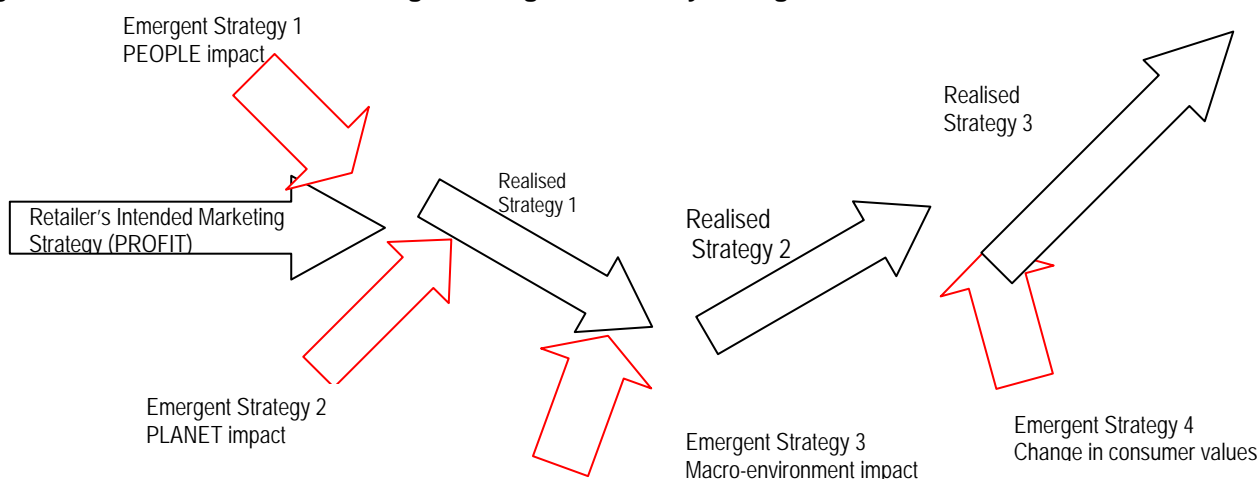 Emergent Strategy 1
PEOPLE impact
Realised
Strategy 3
Realised
Strategy 1
Retailer’s Intended Marketing
Strategy (PROFIT)
Realised
Strategy 2
Emergent Strategy 2
PLANET impact
Emergent Strategy 3
Macro-environment impact
Emergent Strategy 4
Change in consumer values